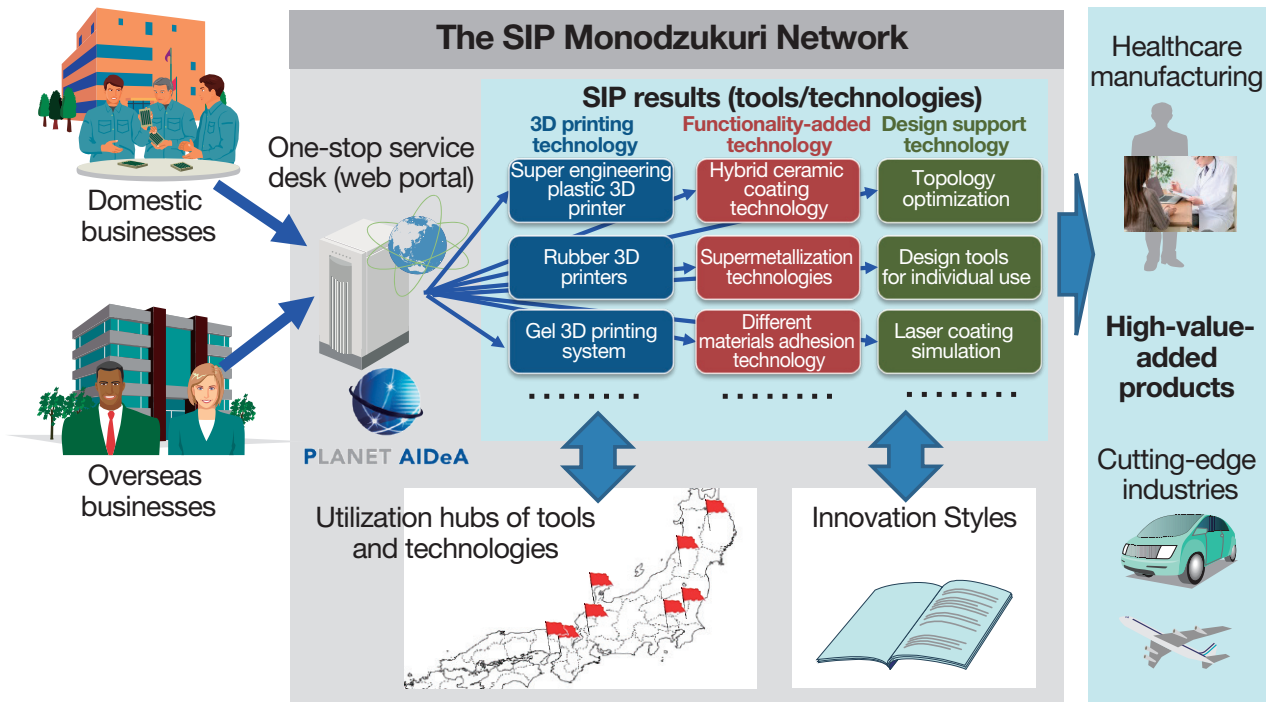 The SIP Monodzukuri Network
Domestic
businesses
Overseas
businesses
One-stop service
desk (web portal)
PLANET AIDeA
SIP results (tools/technologies)
3D printing
technology
Super engineering
plastic 3D
printer
Rubber 3D
printers
Gel 3D printing
system
........
Functionality-added
technology
Hybrid ceramic
coating
technology
Supermetallization
technologies
Different
materials adhesion
technology
........
Design support
technology
Topology
optimization
Design tools
for individual use
Laser coating
simulation
........
Utilization hubs of tools
and technologies
Innovation Styles
Healthcare
manufacturing
High-value-
added
products
Cutting-edge
industries